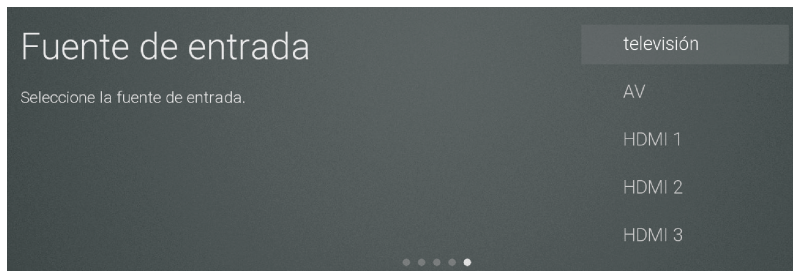 Fuente de entrada
Seleccione la fuente de entrada.
televisión
AV
HDMI 1
HDMI 2
HDMI 3